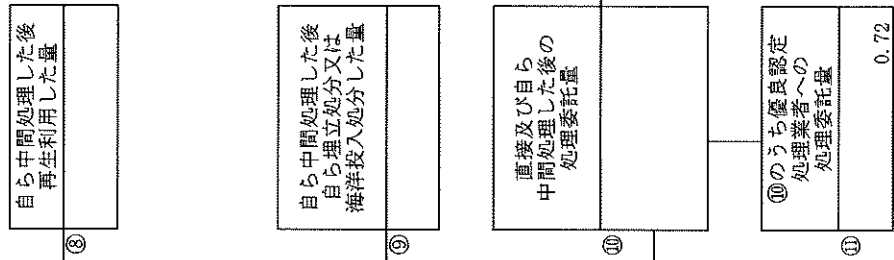 自ら中間処理した後
再生利用した量
⑧
自ら中間処理した後
自ら埋立処分又は
海洋投入処分した量
⑨
直接及び自ら
中間処理した後の
処理委託量
⑩
⑩のうち優良認定
処理業者への
処理委託量
⑪
0.72